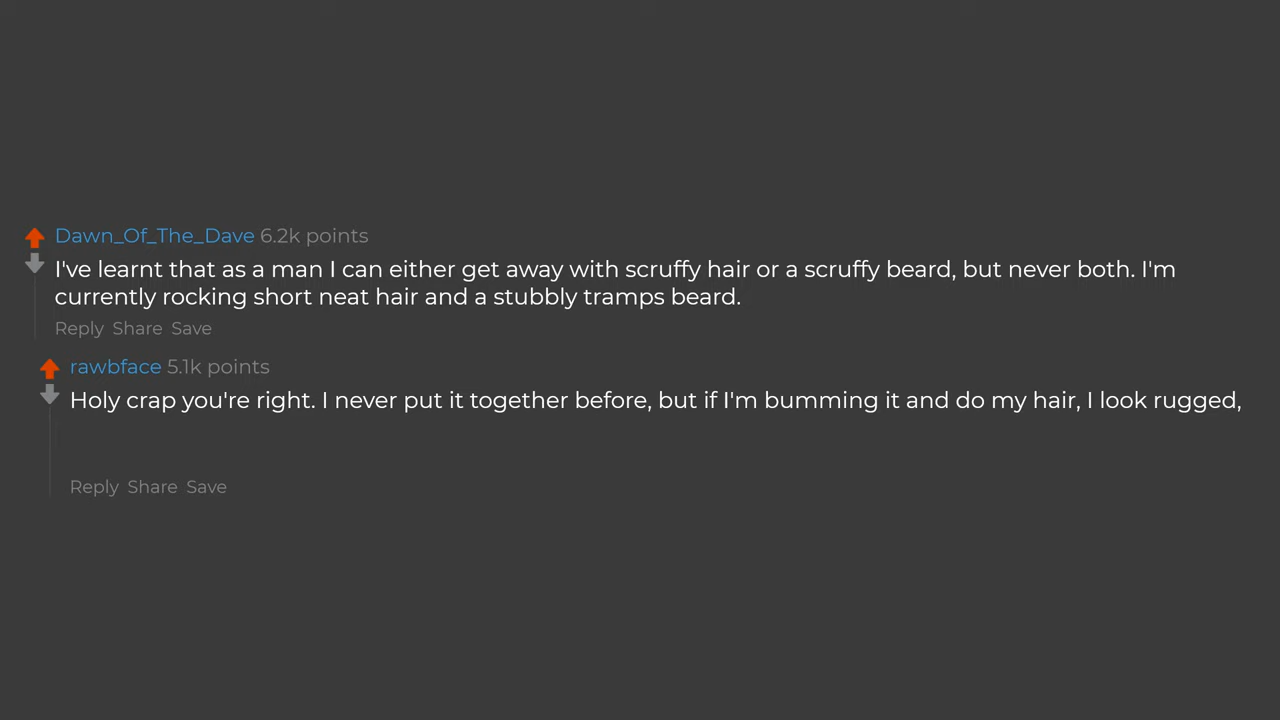 Dawn_Of_The_Dave 6.2k points
I've learnt that as a man I can either get away with scruffy hair or a scruffy beard, but never both. I'm
currently rocking short neat hair and a stubbly tramps beard.
Reply Share Save
rawbface 5.1k points
Holy crap you're right. I never put it together before, but if I'm bumming it and do my hair, I look rugged,
Reply Share Save